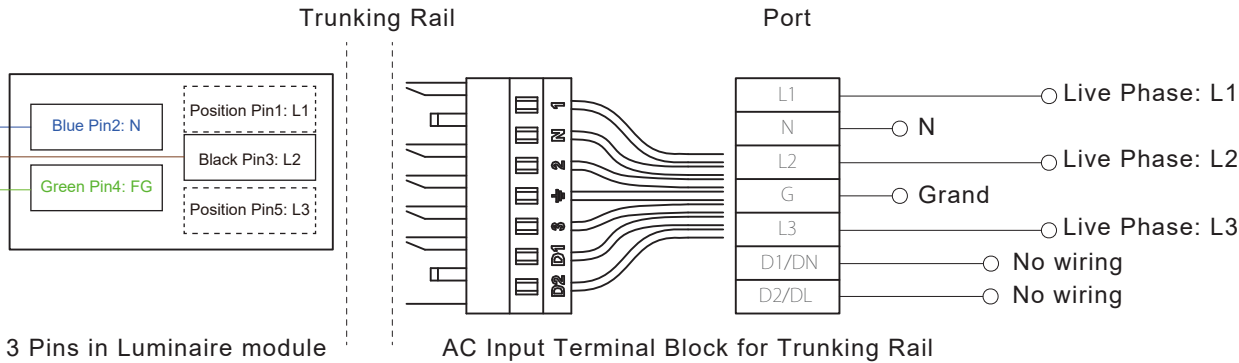 Trunking Rail
Port
Position Pin1: L1
Blue Pin2: N
Black Pin3: L2
Green Pin4: FG
Position Pin5: L3
1
N
2
3
D1
D2
L1
N
L2
G
L3
D1/DN
D2/DL
Live Phase: L1
N
Live Phase: L2
Grand
Live Phase: L3
No wiring
No wiring
3 Pins in Luminaire module
AC Input Terminal Block for Trunking Rail